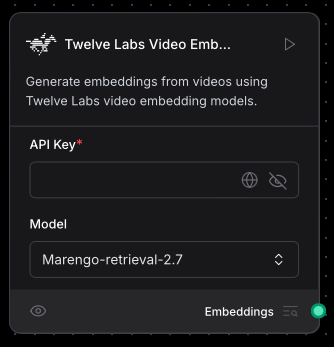 Twelve Labs Video Emb...
Generate embeddings from videos using
Twelve Labs video embedding models.
API Key*
Model
Marengo-retrieval-2.7
Embeddings